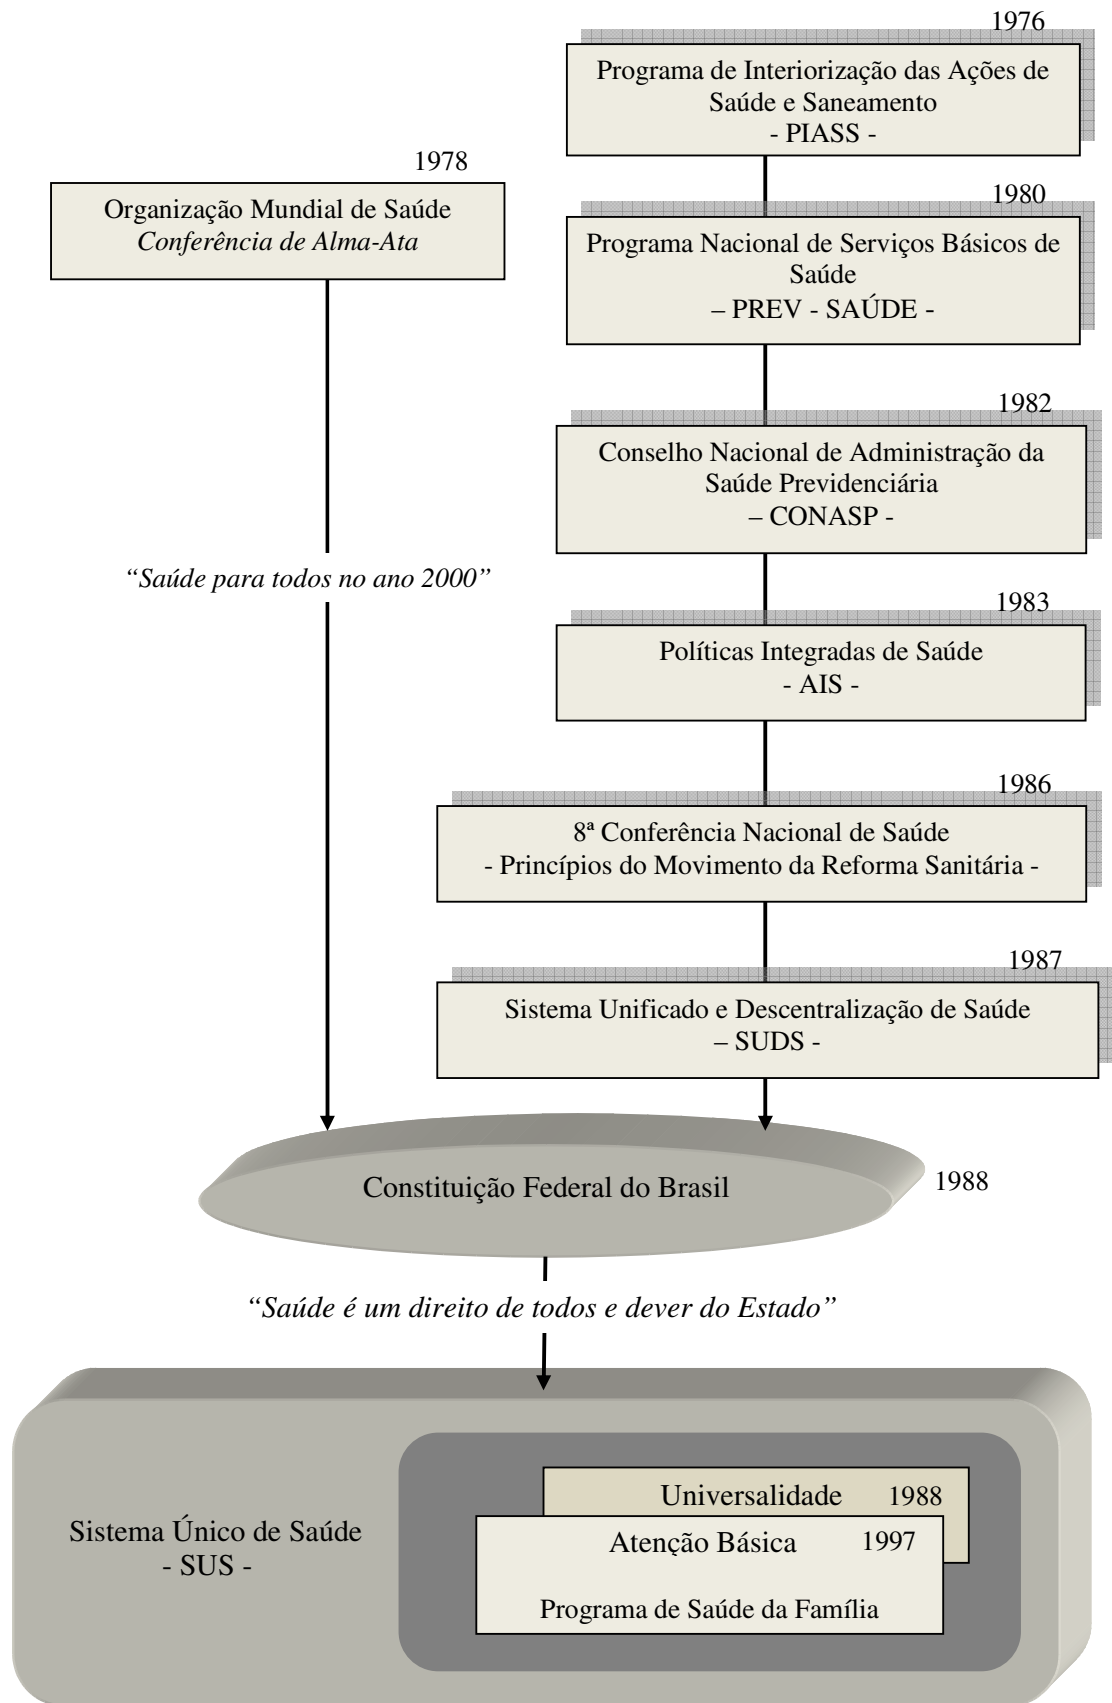 1976
Programa de Interiorização das Ações de
Saúde e Saneamento
- PIASS -
1978
Organização Mundial de Saúde
Conferência de Alma-Ata
1980
Programa Nacional de Serviços Básicos de
Saúde
– PREV - SAÚDE -
1982
Conselho Nacional de Administração da
Saúde Previdenciária
– CONASP -
“Saúde para todos no ano 2000”
1983
Políticas Integradas de Saúde
- AIS -
1986
8ª Conferência Nacional de Saúde
- Princípios do Movimento da Reforma Sanitária -
1987
Sistema Unificado e Descentralização de Saúde
– SUDS -
Constituição Federal do Brasil
1988
“Saúde é um direito de todos e dever do Estado”
Sistema Único de Saúde
- SUS -
Universalidade 1988
Atenção Básica 1997
Programa de Saúde da Família